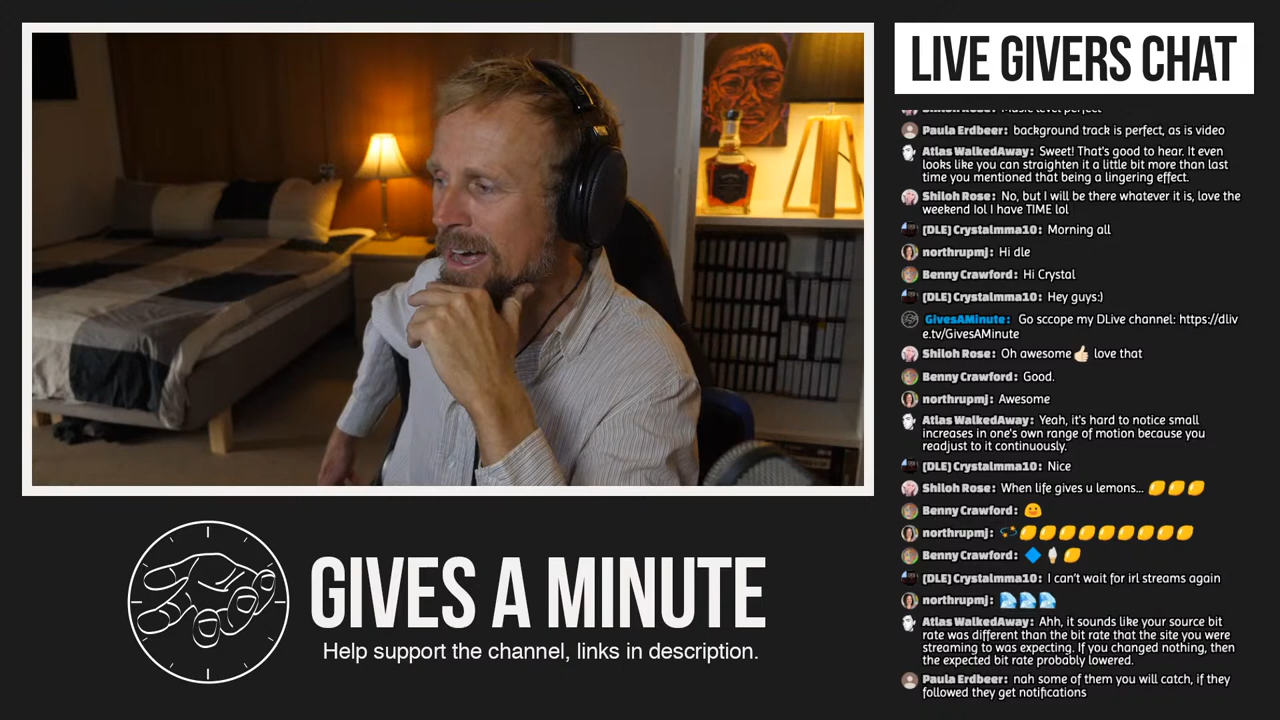 LIVE GIVERS CHAT
Shiloh Rose: Music level perfect
Paula Erdbeer: background track is perfect, as is video
Atlas WalkedAway: Sweet! That's good to hear. It even
looks like you can straighten it a little bit more than last
time you mentioned that being a lingering effect.
Shiloh Rose: No, but I will be there whatever it is, love the
weekend lol I have TIME lol
[DLE] Crystalmma10: Morning all
northrupmj: Hi dle
Benny Crawford: Hi Crystal
[DLE] Crystalmma10: Hey guys:)
GivesAMinute: Go sccope my DLive channel: https://dliv
e.tv/GivesAMinute
Shiloh Rose: Oh awesome 👍🏻 love that
Benny Crawford: Good.
northrupmj: Awesome
Atlas WalkedAway: Yeah, it's hard to notice small
increases in one's own range of motion because you
readjust to it continuously.
[DLE] Crystalmma10: Nice
Shiloh Rose: When life gives u lemons... 🍋🍋🍋
Benny Crawford: 😃
northrupmj: 💫🍋🍋🍋🍋🍋🍋🍋🍋🍋
Benny Crawford: 🔷🍦🍋
[DLE] Crystalmma10: I can't wait for irl streams again
northrupmj: 🌊🌊🌊
Atlas WalkedAway: Ahh, it sounds like your source bit
rate was different than the bit rate that the site you were
streaming to was expecting. If you changed nothing, then
the expected bit rate probably lowered.
Paula Erdbeer: nah some of them you will catch, if they
followed they get notifications
GIVES A MINUTE
Help support the channel, links in description.